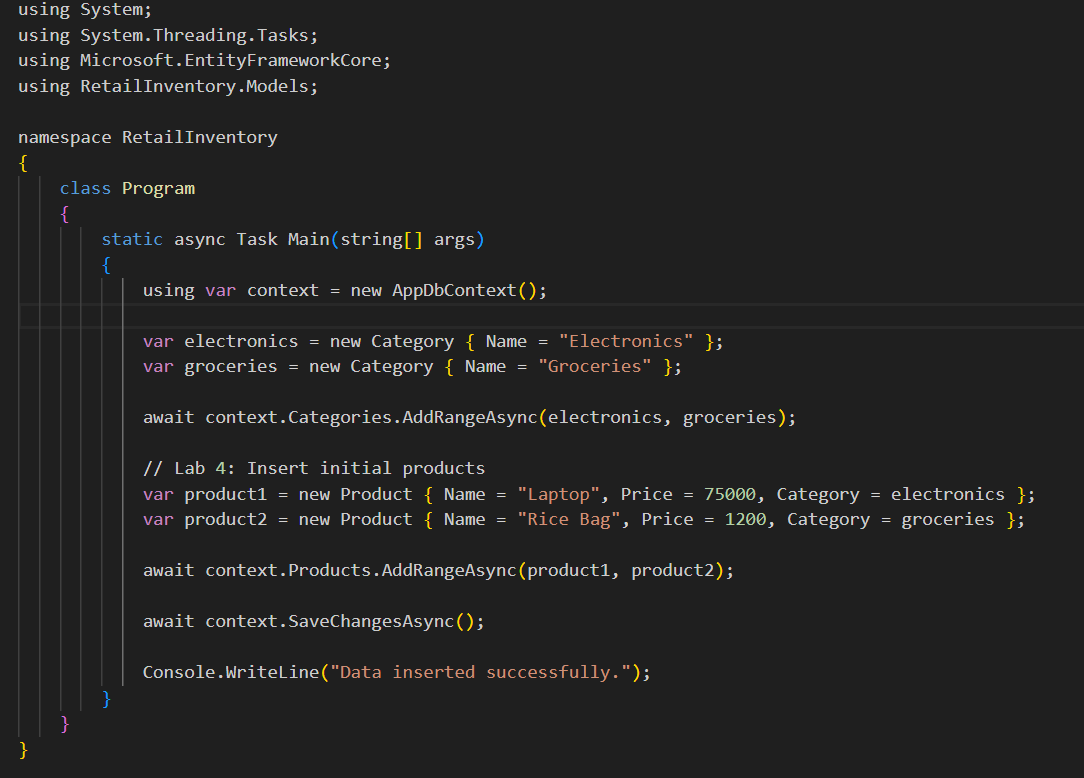 using System;
using System.Threading.Tasks;
using Microsoft.EntityFrameworkCore;
using RetailInventory.Models;

namespace RetailInventory
{
    class Program
    {
        static async Task Main(string[] args)
        {
            using var context = new AppDbContext();

            var electronics = new Category { Name = "Electronics" };
            var groceries = new Category { Name = "Groceries" };

            await context.Categories.AddRangeAsync(electronics, groceries);

            // Lab 4: Insert initial products
            var product1 = new Product { Name = "Laptop", Price = 75000, Category = electronics };
            var product2 = new Product { Name = "Rice Bag", Price = 1200, Category = groceries };

            await context.Products.AddRangeAsync(product1, product2);

            await context.SaveChangesAsync();

            Console.WriteLine("Data inserted successfully.");
        }
    }
}